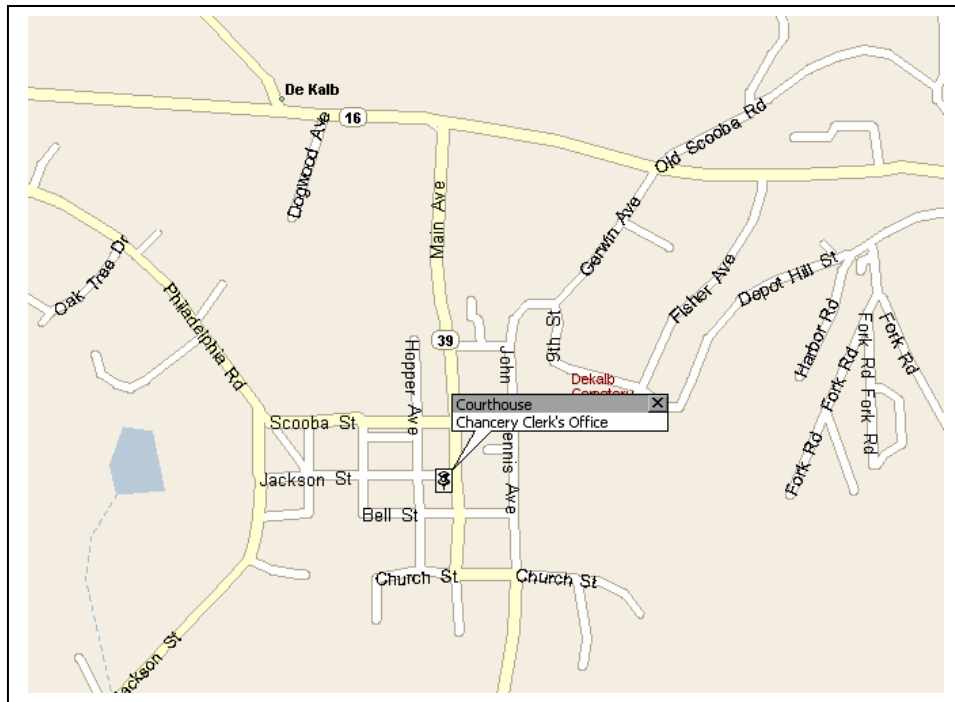 De Kalb
16
Old Scooba Rd
Dogwood Ave
Main Ave
Gerwin Ave
Oak Tree Dr
Philadelphia Rd
Fisher Ave
Depot Hill St
39
Hopper Ave
John
9th St
Harbor Rd
Fork Rd
Fork Rd
Fork Rd
Fork Rd
Fork Rd
Dekalb
Cemetery
Courthouse
Chancery Clerk's Office
Scooba St
ennis Ave
Jackson St
Bell St
Church St
Church St
Jackson St